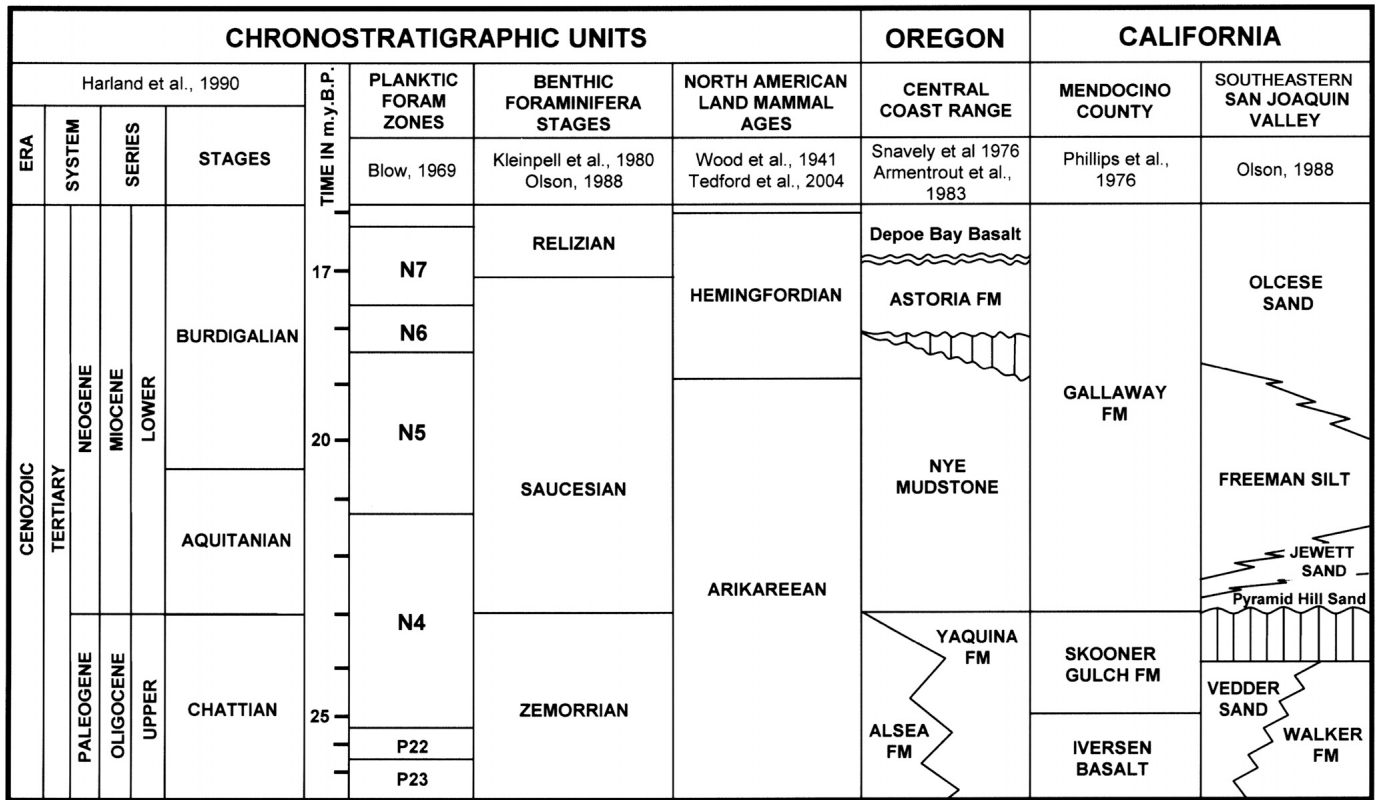 CHRONOSTRATIGRAPHIC UNITS
OREGON
CALIFORNIA
Harland et al., 1990
ERA
SYSTEM
SERIES
STAGES
TIME IN m.y.B.P.
PLANKTIC
FORAM
ZONES
Blow, 1969
BENTHIC
FORAMINIFERA
STAGES
Kleinpell et al., 1980
Olson, 1988
NORTH AMERICAN
LAND MAMMAL
AGES
Wood et al., 1941
Tedford et al., 2004
CENTRAL
COAST RANGE
Snavely et al 1976
Armentrout et al.,
1983
MENDOCINO
COUNTY
Phillips et al.,
1976
SOUTHEASTERN
SAN JOAQUIN
VALLEY
Olson, 1988
CENOZOIC
TERTIARY
NEOGENE
PALEOGENE
MIOCENE
OLIGOCENE
LOWER
UPPER
BURDIGALIAN
AQUITANIAN
CHATTIAN
17
20
25
N7
N6
N5
N4
P22
P23
RELIZIAN
SAUCESIAN
ZEMORRIAN
HEMINGFORDIAN
ARIKAREEAN
Depoe Bay Basalt
ASTORIA FM
NYE
MUDSTONE
YAQUINA
FM
ALSEA
FM
GALLAWAY
FM
SKOONER
GULCH FM
IVERSEN
BASALT
OLCESE
SAND
FREEMAN SILT
JEWETT
SAND
Pyramid Hill Sand
VEDDER
SAND
WALKER
FM